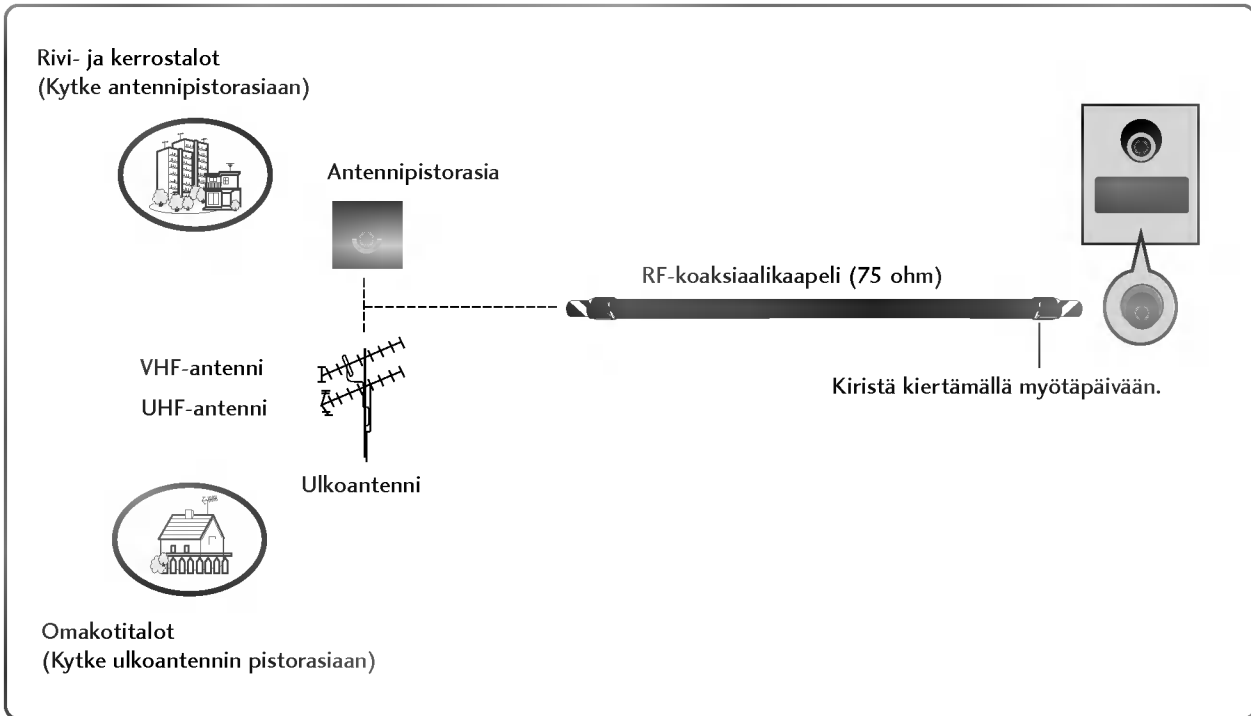 Rivi- ja kerrostalot
(Kytke antennipistorasiaan)
Antennipistorasia
RF-koaksiaalikaapeli (75 ohm)
VHF-antenni
UHF-antenni
Kiristä kiertämällä myötäpäivään.
Ulkoantenni
Omakotitalot
(Kytke ulkoantennin pistorasiaan)